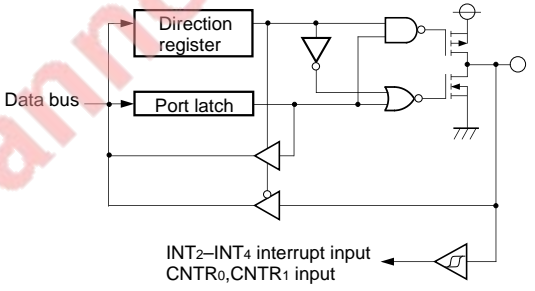 Direction
register
Data bus
Port latch
INT2–INT4 interrupt input
CNTR0,CNTR1 input